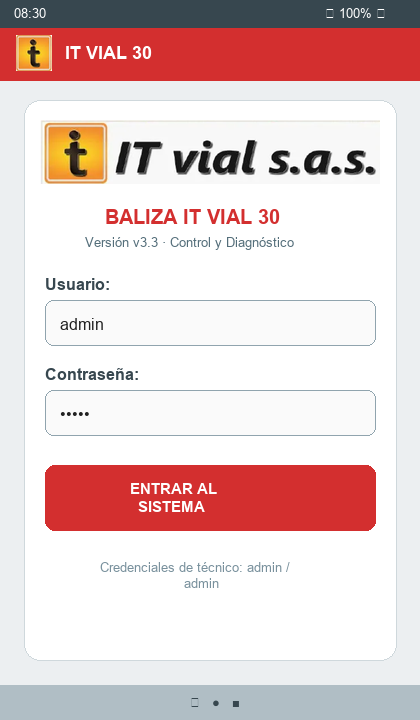 08:30
100%
t IT VIAL 30
t IT vial s.a.s.
BALIZA IT VIAL 30
Versión v3.3 · Control y Diagnóstico
Usuario:
admin
Contraseña:
•••••
ENTRAR AL
SISTEMA
Credenciales de técnico: admin /
admin